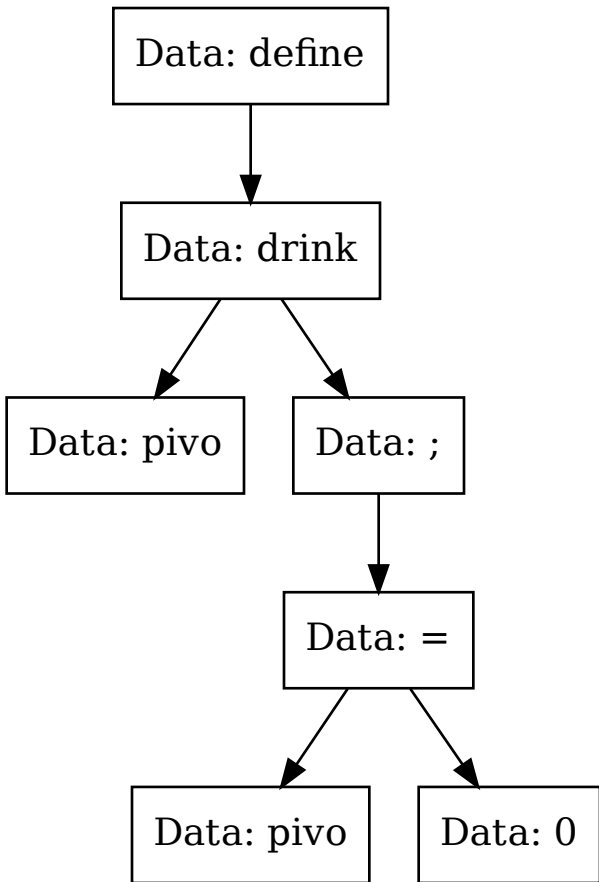 Data: define
Data: drink
Data: pivo
Data: ;
Data: =
Data: pivo
Data: 0